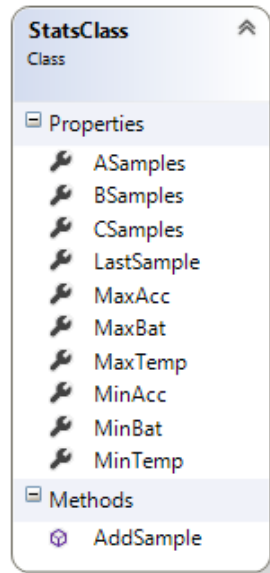 StatsClass
Class
Properties
ASamples
BSamples
CSamples
LastSample
MaxAcc
MaxBat
MaxTemp
MinAcc
MinBat
MinTemp
Methods
AddSample